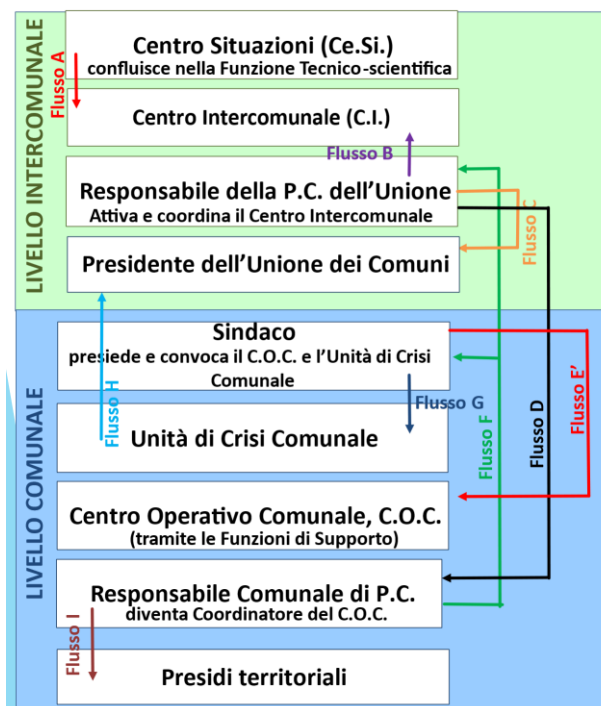 LIVELLO INTERCOMUNALE
Centro Situazioni (Ce.Si.)
confluisce nella Funzione Tecnico-scientifica
Flusso A
Centro Intercomunale (C.I.)
Flusso B
Responsabile della P.C. dell’Unione
Attiva e coordina il Centro Intercomunale
Flusso C
Presidente dell’Unione dei Comuni
LIVELLO COMUNALE
Sindaco
presiede e convoca il C.O.C. e l’Unità di Crisi
Comunale
Flusso H
Flusso G
Flusso E’
Flusso D
Flusso F
Unità di Crisi Comunale
Centro Operativo Comunale, C.O.C.
(tramite le Funzioni di Supporto)
Responsabile Comunale di P.C.
diventa Coordinatore del C.O.C.
Flusso I
Presidi territoriali